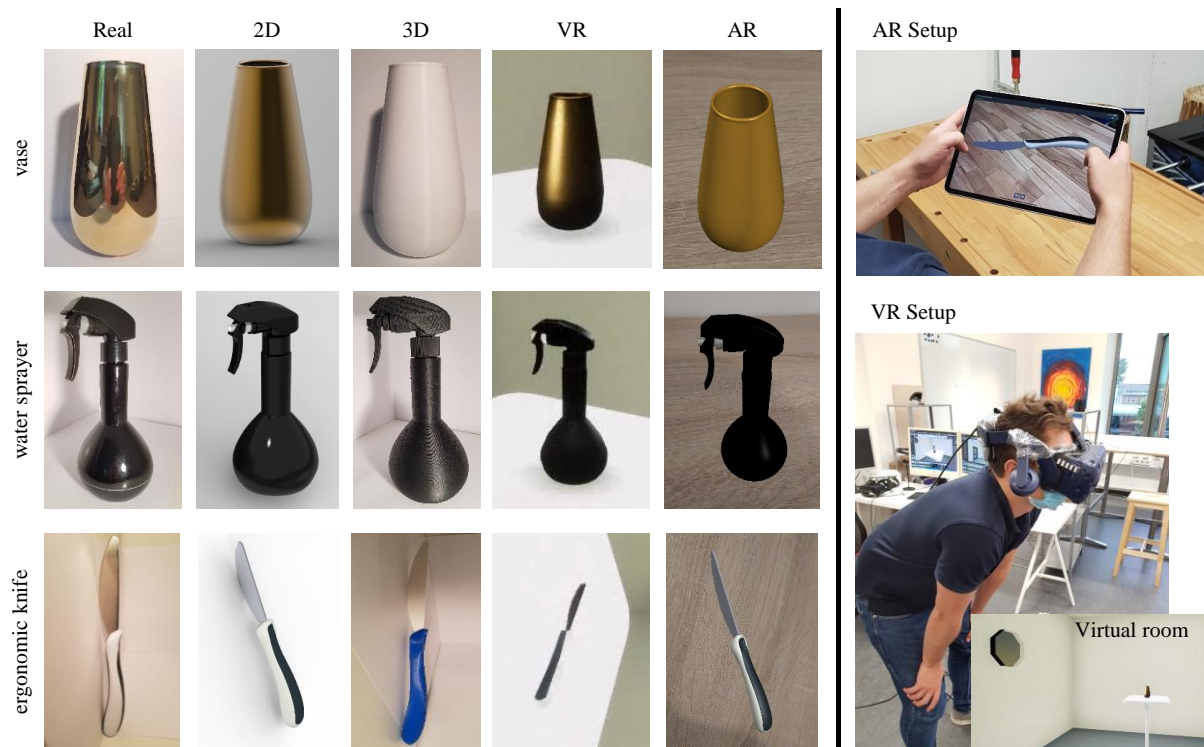 Real
2D
3D
VR
AR
AR Setup
vase
water sprayer
VR Setup
ergonomic knife
Virtual room